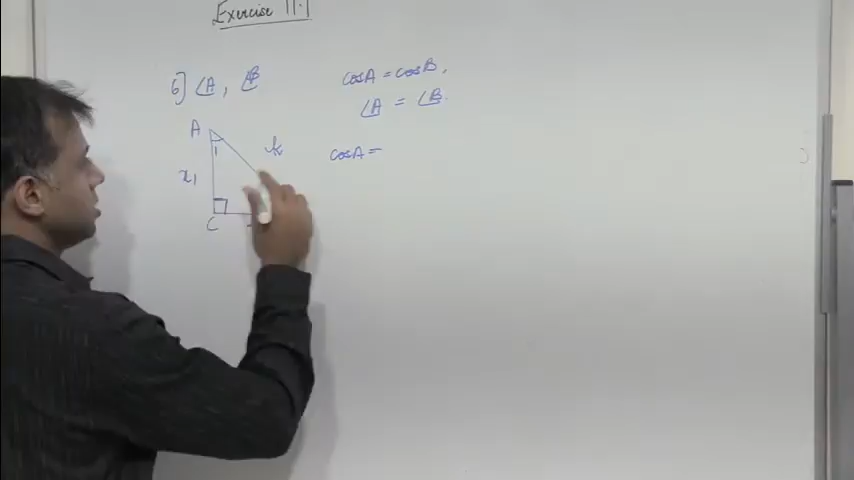 Exercise 11.1
6] ∠A, ∠B
cosA = cosB,
∠A = ∠B.
A
x₁
C
cosA =